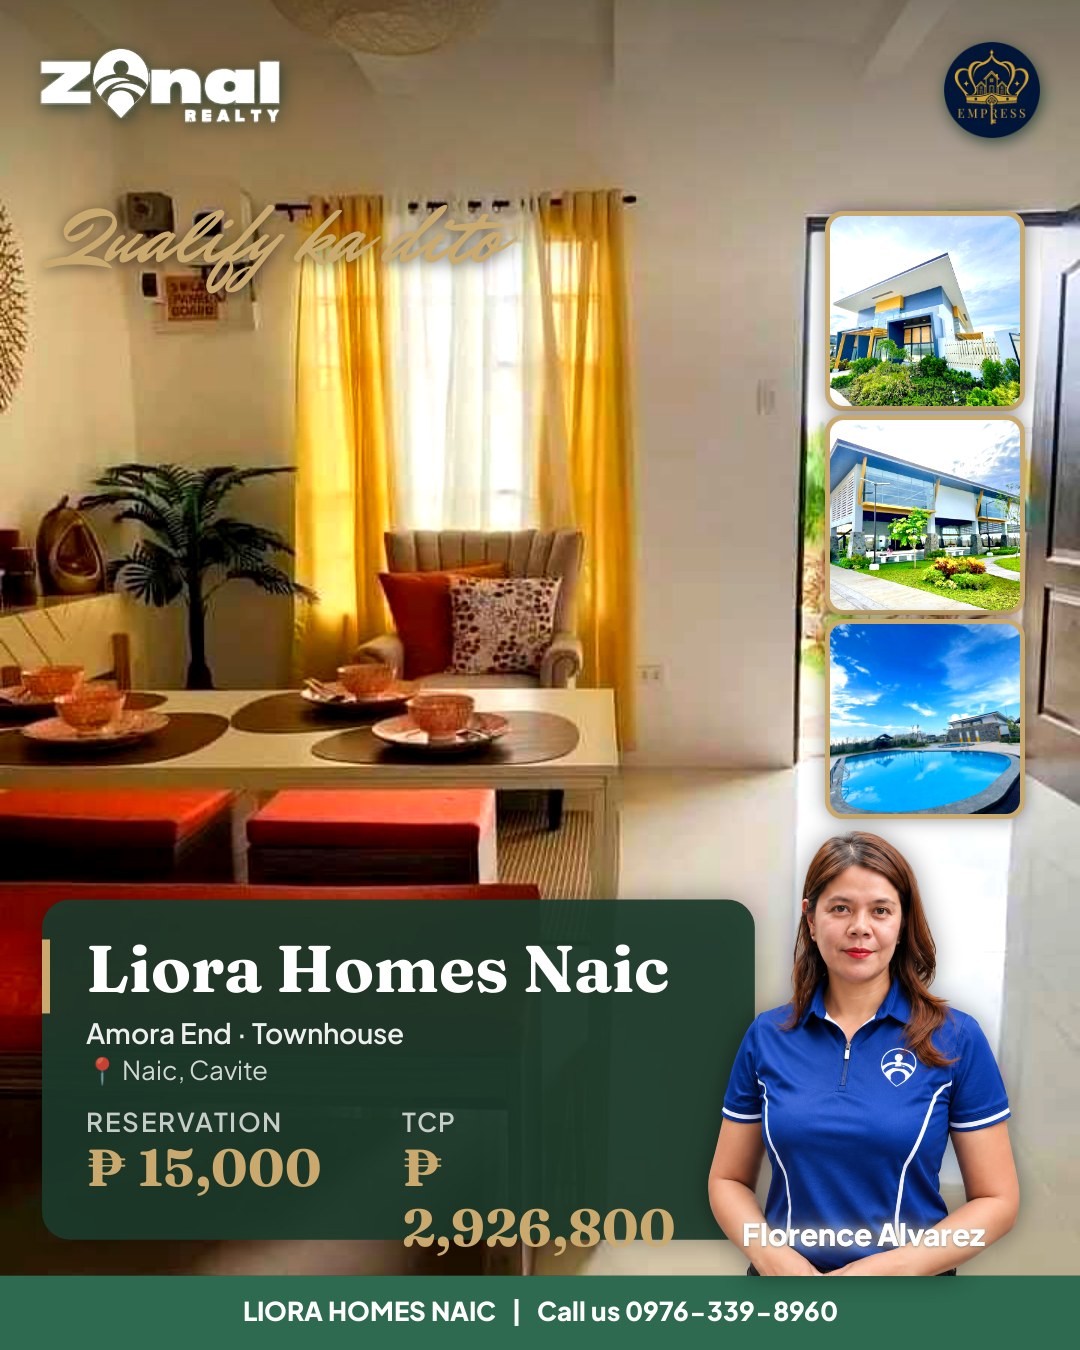 Zonal
REALTY
EMPRESS
Qualify ka dito
Liora Homes Naic
Amora End · Townhouse
📍 Naic, Cavite
RESERVATION
₱ 15,000
TCP
₱
2,926,800
Florence Alvarez
LIORA HOMES NAIC | Call us 0976-339-8960